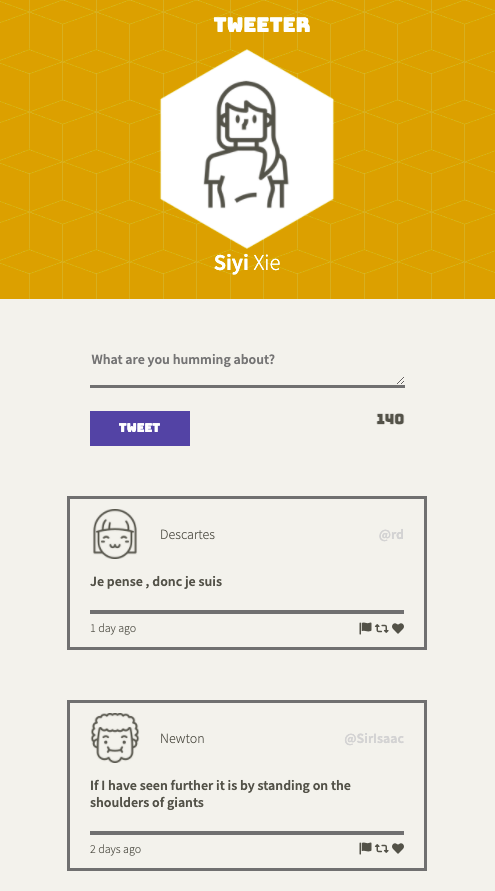 TWEETER
Siyi Xie
What are you humming about?
TWEET
140
Descartes
@rd
Je pense , donc je suis
1 day ago
Newton
@SirIsaac
If I have seen further it is by standing on the
shoulders of giants
2 days ago